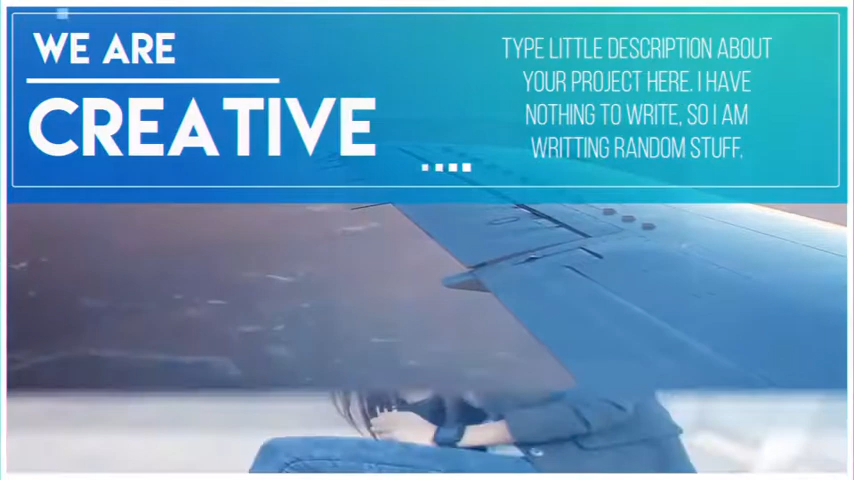 WE ARE
CREATIVE
TYPE LITTLE DESCRIPTION ABOUT
YOUR PROJECT HERE. I HAVE
NOTHING TO WRITE, SO I AM
WRITTING RANDOM STUFF.